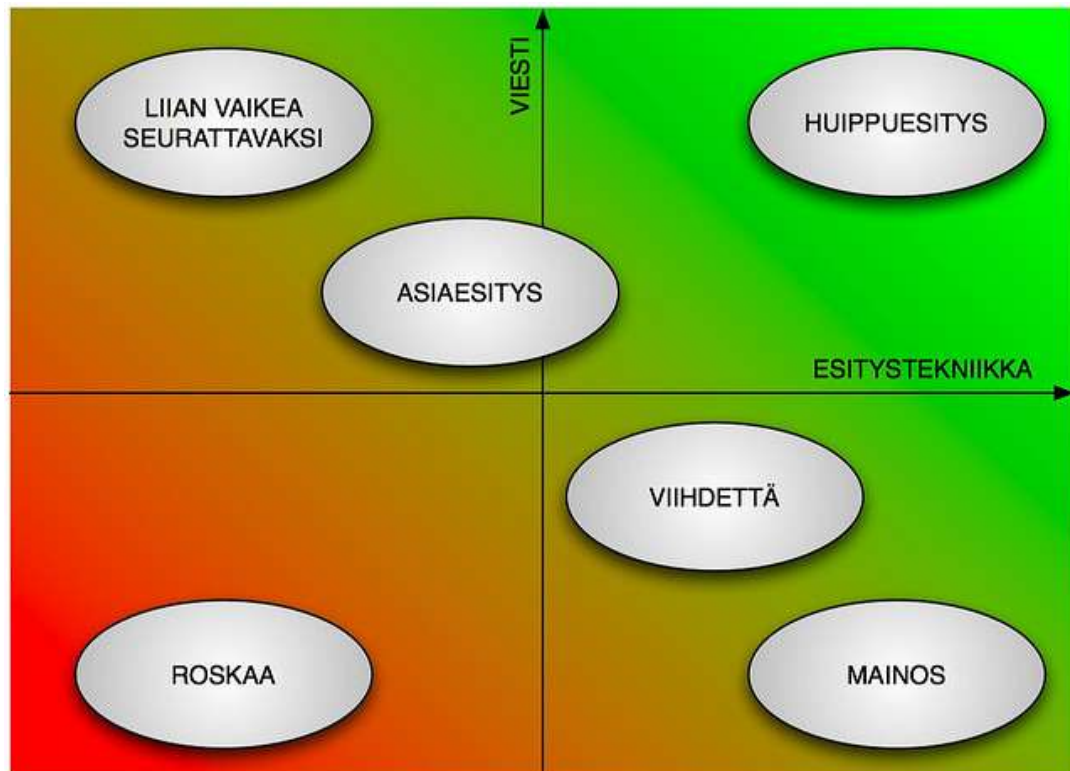 LIIAN VAIKEA
SEURATTAVAKSI
VIESTI
HUIPPUESITYS
ASIAESITYS
ESITYSTEKNIIKKA
VIIHDETTÄ
ROSKAA
MAINOS